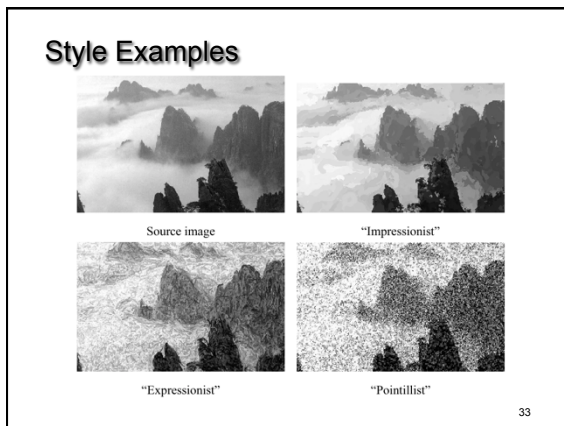 Style Examples
Source image
“Impressionist”
“Expressionist”
“Pointillist”
33